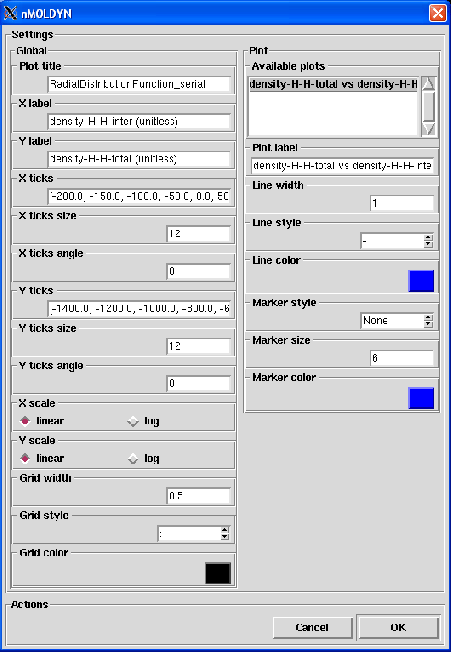 nMOLDYN
Settings
Global
Plot title
RadialDistributionFunction_serial
X label
density-H-H-inter (unitless)
Y label
density-H-H-total (unitless)
X ticks
-200.0, -150.0, -100.0, -50.0, 0.0, 50
X ticks size
12
X ticks angle
0
Y ticks
-1400.0, -1200.0, -1000.0, -800.0, -6
Y ticks size
12
Y ticks angle
0
X scale
linear log
Y scale
linear log
Grid width
0.5
Grid style
:
Grid color
Plot
Available plots
density-H-H-total vs density-H-H
Plot label
density-H-H-total vs density-H-H-inte
Line width
1
Line style
-
Line color
Marker style
None
Marker size
6
Marker color
Actions
Cancel OK